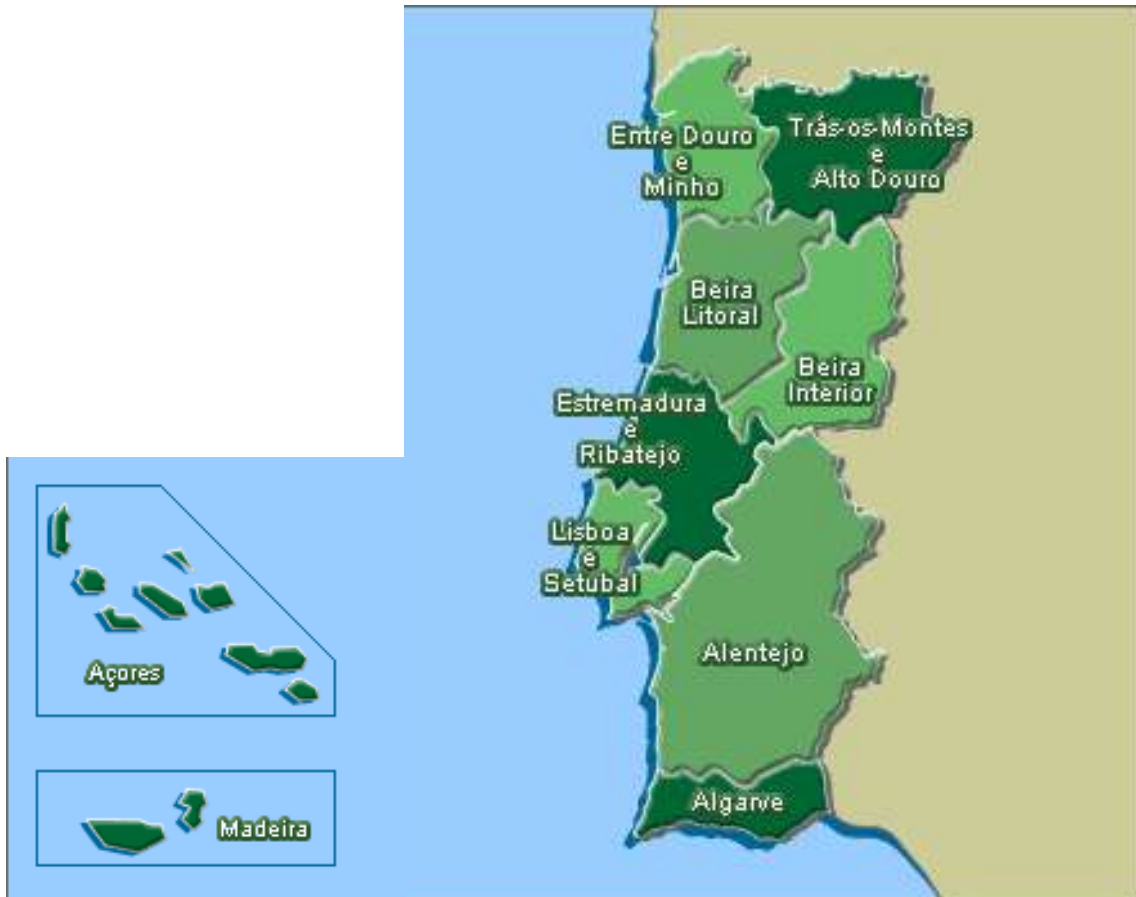 Entre Douro
e
Minho
Trás-os-Montes
e
Alto Douro
Beira
Litoral
Beira
Interior
Estremadura
e
Ribatejo
Lisboa
e
Setubal
Alentejo
Algarve
Açores
Madeira